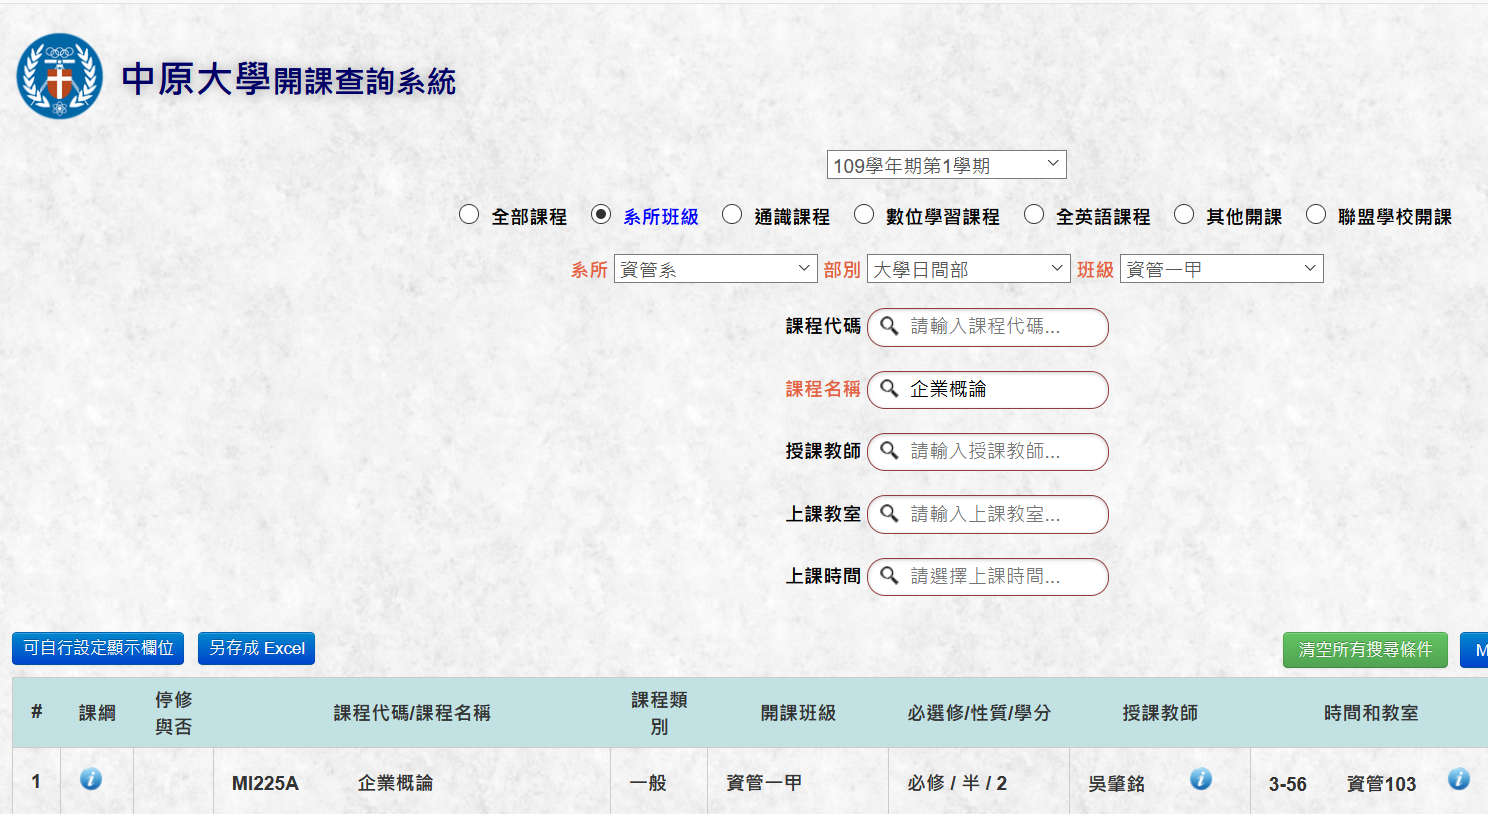 中原大學開課查詢系統
109學年期第1學期
全部課程 系所班級 通識課程 數位學習課程 全英語課程 其他開課 聯盟學校開課
系所 資管系 部別 大學日間部 班級 資管一甲
課程代碼 請輸入課程代碼...
課程名稱 企業概論
授課教師 請輸入授課教師...
上課教室 請輸入上課教室...
上課時間 請選擇上課時間...
可自行設定顯示欄位 另存成 Excel 清空所有搜尋條件 M
# 課綱 停修與否 課程代碼/課程名稱 課程類別 開課班級 必選修/性質/學分 授課教師 時間和教室
1 MI225A 企業概論 一般 資管一甲 必修 / 半 / 2 吳肇銘 3-56 資管103